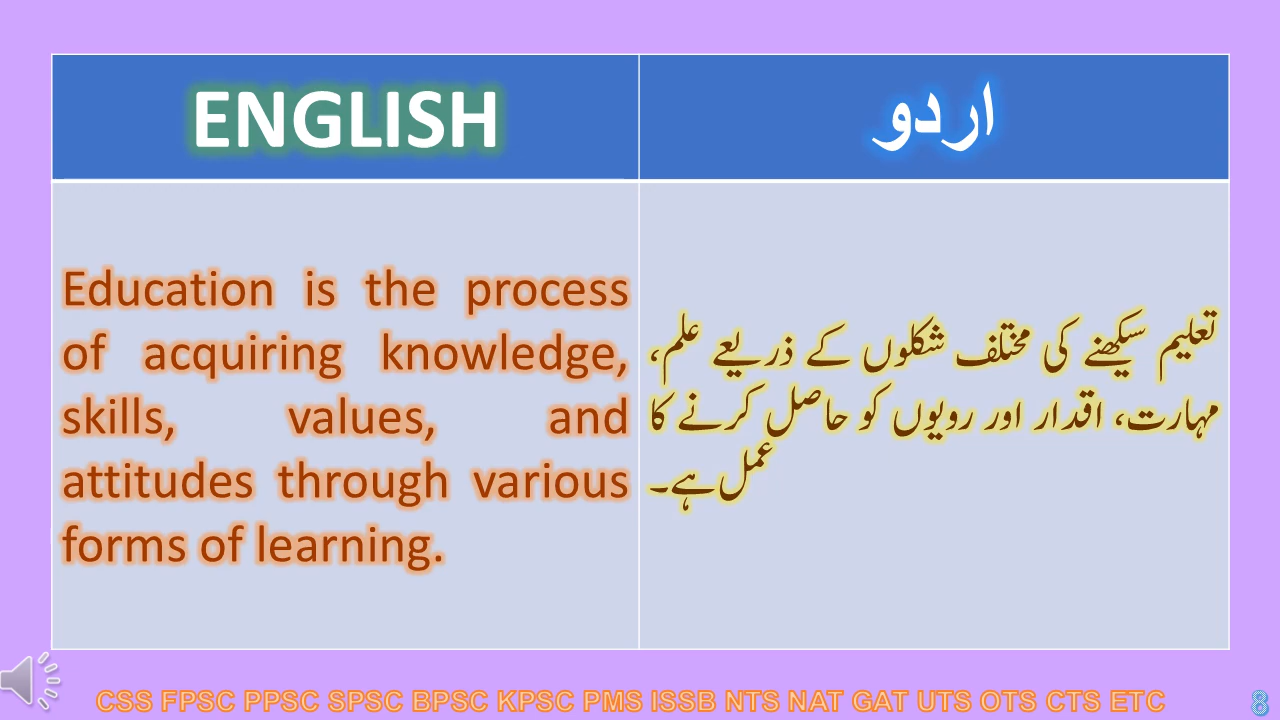 ENGLISH
اردو
Education is the process
of acquiring knowledge,
skills, values, and
attitudes through various
forms of learning.
تعلیم سیکھنے کی مختلف شکلوں کے ذریعے علم،
مہارت، اقدار اور رویوں کو حاصل کرنے کا
عمل ہے۔
CSS FPSC PPSC SPSC BPSC KPSC PMS ISSB NTS NAT GAT UTS OTS CTS ETC
8